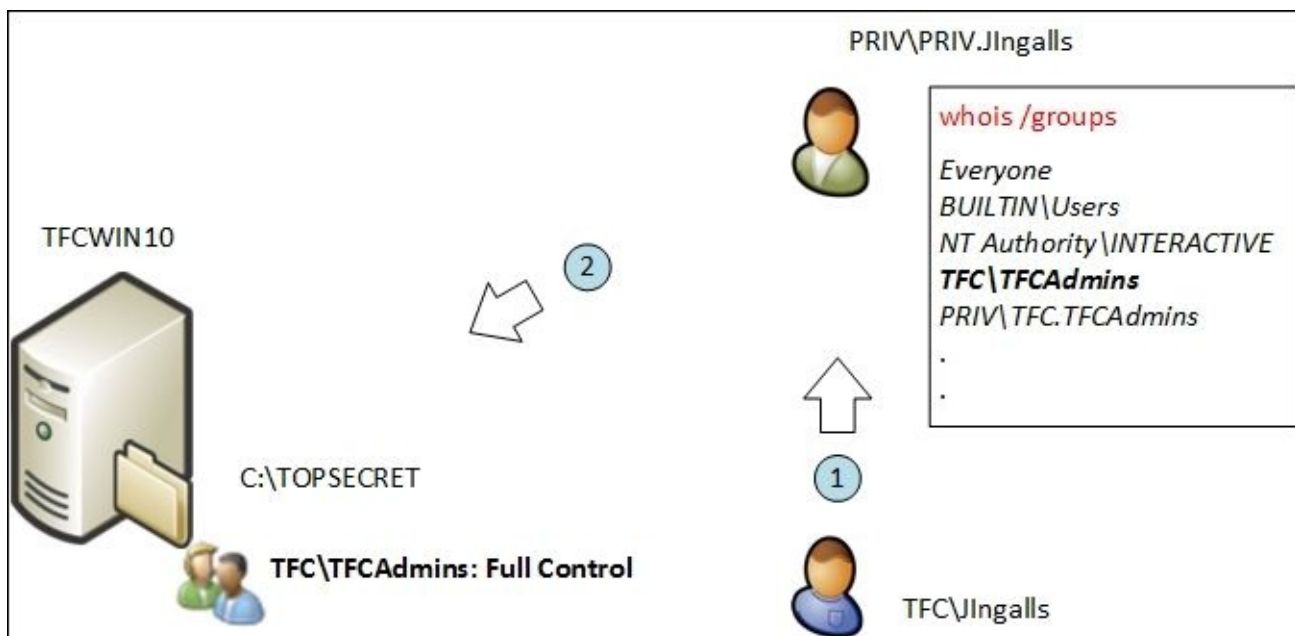 PRIV\PRIV.JIngalls
whois /groups
Everyone
BUILTIN\Users
NT Authority\INTERACTIVE
TFC\TFCAdmins
PRIV\TFC.TFCAdmins
.
.
TFCWIN10
2
C:\TOPSECRET
1
TFC\TFCAdmins: Full Control
TFC\JIngalls